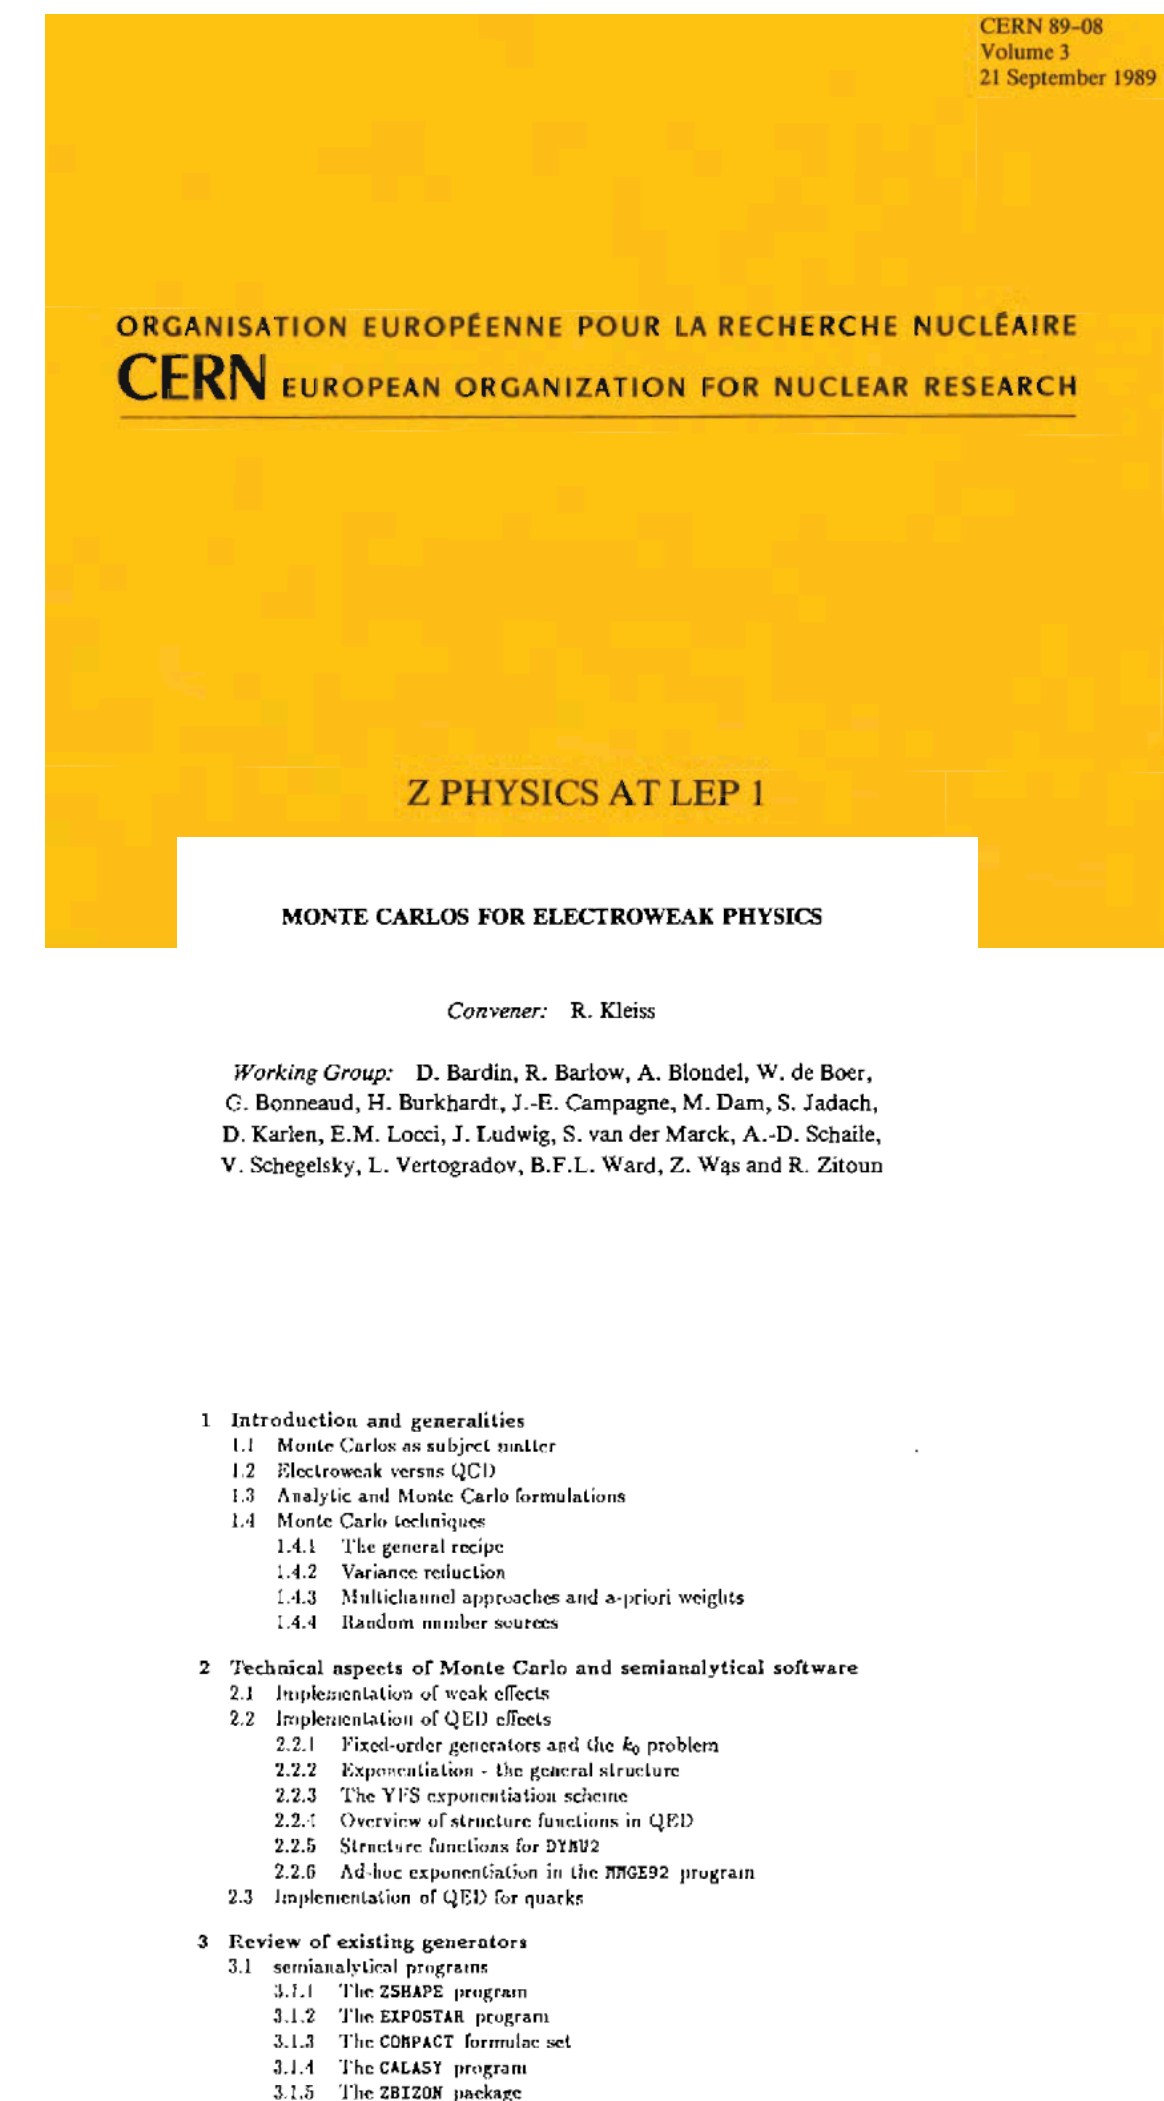 CERN 89–08
Volume 3
21 September 1989
ORGANISATION EUROPÉENNE POUR LA RECHERCHE NUCLÉAIRE
CERN EUROPEAN ORGANIZATION FOR NUCLEAR RESEARCH
Z PHYSICS AT LEP 1
MONTE CARLOS FOR ELECTROWEAK PHYSICS
Convener: R. Kleiss
Working Group: D. Bardin, R. Barlow, A. Blondel, W. de Boer,
G. Bonneaud, H. Burkhardt, J.-E. Campagne, M. Dam, S. Jadach,
D. Karlen, E.M. Locci, J. Ludwig, S. van der Marck, A.-D. Schaile,
V. Schegelsky, L. Vertogradov, B.F.L. Ward, Z. Wąs and R. Zitoun
1 Introduction and generalities
1.1 Monte Carlos as subject matter
1.2 Electroweak versus QCD
1.3 Analytic and Monte Carlo formulations
1.4 Monte Carlo techniques
1.4.1 The general recipe
1.4.2 Variance reduction
1.4.3 Multichannel approaches and a-priori weights
1.4.4 Random number sources
2 Technical aspects of Monte Carlo and semianalytical software
2.1 Implementation of weak effects
2.2 Implementation of QED effects
2.2.1 Fixed-order generators and the k₀ problem
2.2.2 Exponentiation - the general structure
2.2.3 The YFS exponentiation scheme
2.2.4 Overview of structure functions in QED
2.2.5 Structure functions for DYMU2
2.2.6 Ad-hoc exponentiation in the MMGE92 program
2.3 Implementation of QED for quarks
3 Review of existing generators
3.1 semianalytical programs
3.1.1 The ZSHAPE program
3.1.2 The EXPOSTAR program
3.1.3 The COMPACT formulae set
3.1.4 The CALASY program
3.1.5 The ZBIZON package